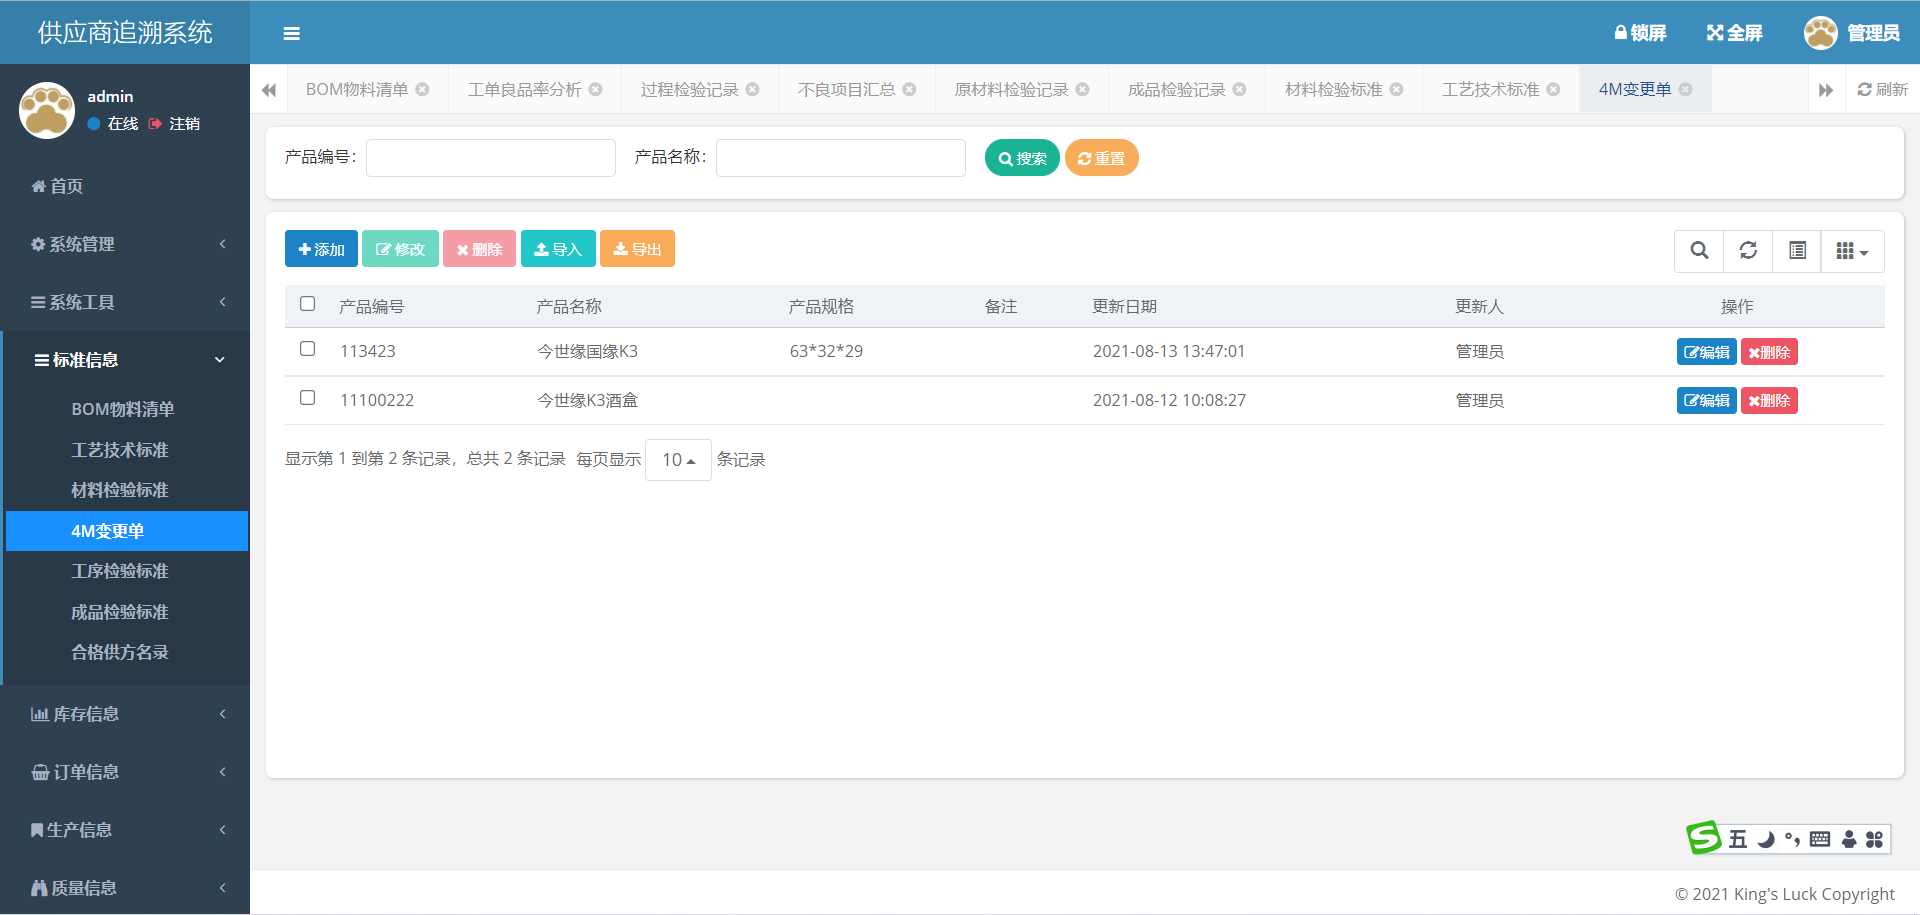 供应商追溯系统
锁屏 全屏 管理员
admin
在线 注销
首页
系统管理
系统工具
标准信息
BOM物料清单
工艺技术标准
材料检验标准
4M变更单
工序检验标准
成品检验标准
合格供方名录
库存信息
订单信息
生产信息
质量信息
BOM物料清单 工单良品率分析 过程检验记录 不良项目汇总 原材料检验记录 成品检验记录 材料检验标准 工艺技术标准 4M变更单 刷新
产品编号： 产品名称： 搜索 重置
添加 修改 删除 导入 导出
产品编号 产品名称 产品规格 备注 更新日期 更新人 操作
113423 今世缘国缘K3 63*32*29 2021-08-13 13:47:01 管理员 编辑 删除
11100222 今世缘K3酒盒 2021-08-12 10:08:27 管理员 编辑 删除
显示第 1 到第 2 条记录，总共 2 条记录 每页显示 10 条记录
S 五
© 2021 King's Luck Copyright